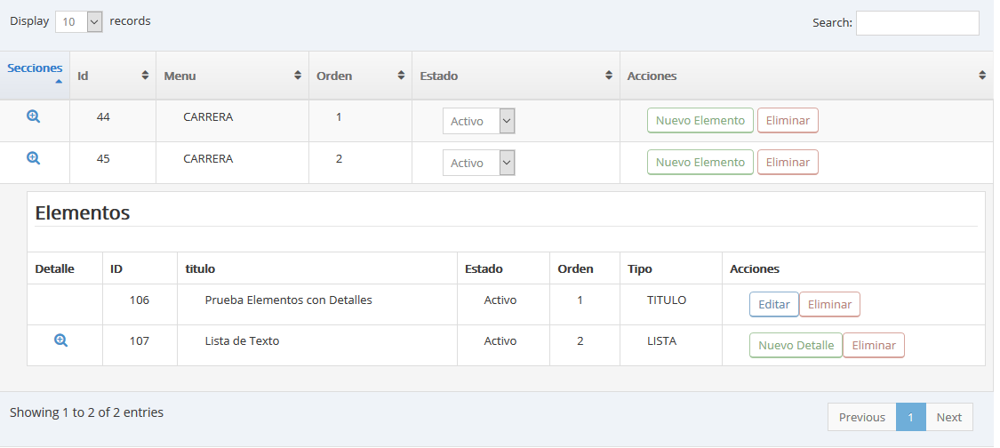 Display 10 records Search:
Secciones Id Menu Orden Estado Acciones
44 CARRERA 1 Activo Nuevo Elemento Eliminar
45 CARRERA 2 Activo Nuevo Elemento Eliminar
Elementos
Detalle ID titulo Estado Orden Tipo Acciones
106 Prueba Elementos con Detalles Activo 1 TITULO Editar Eliminar
107 Lista de Texto Activo 2 LISTA Nuevo Detalle Eliminar
Showing 1 to 2 of 2 entries Previous 1 Next